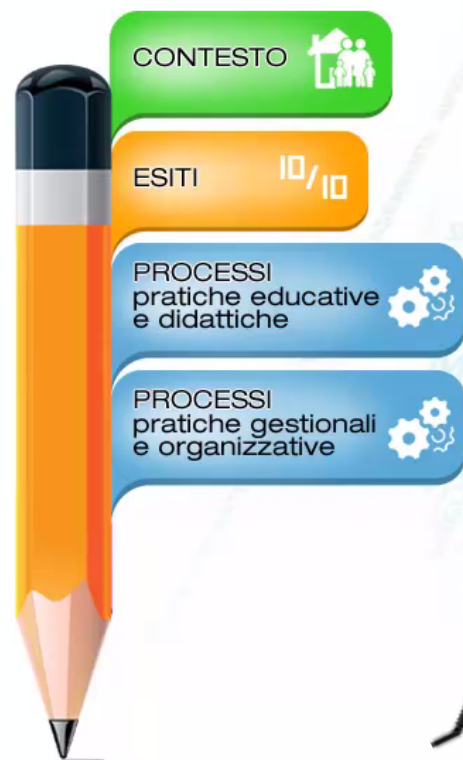 CONTESTO
ESITI 10/10
PROCESSI
pratiche educative
e didattiche
PROCESSI
pratiche gestionali
e organizzative